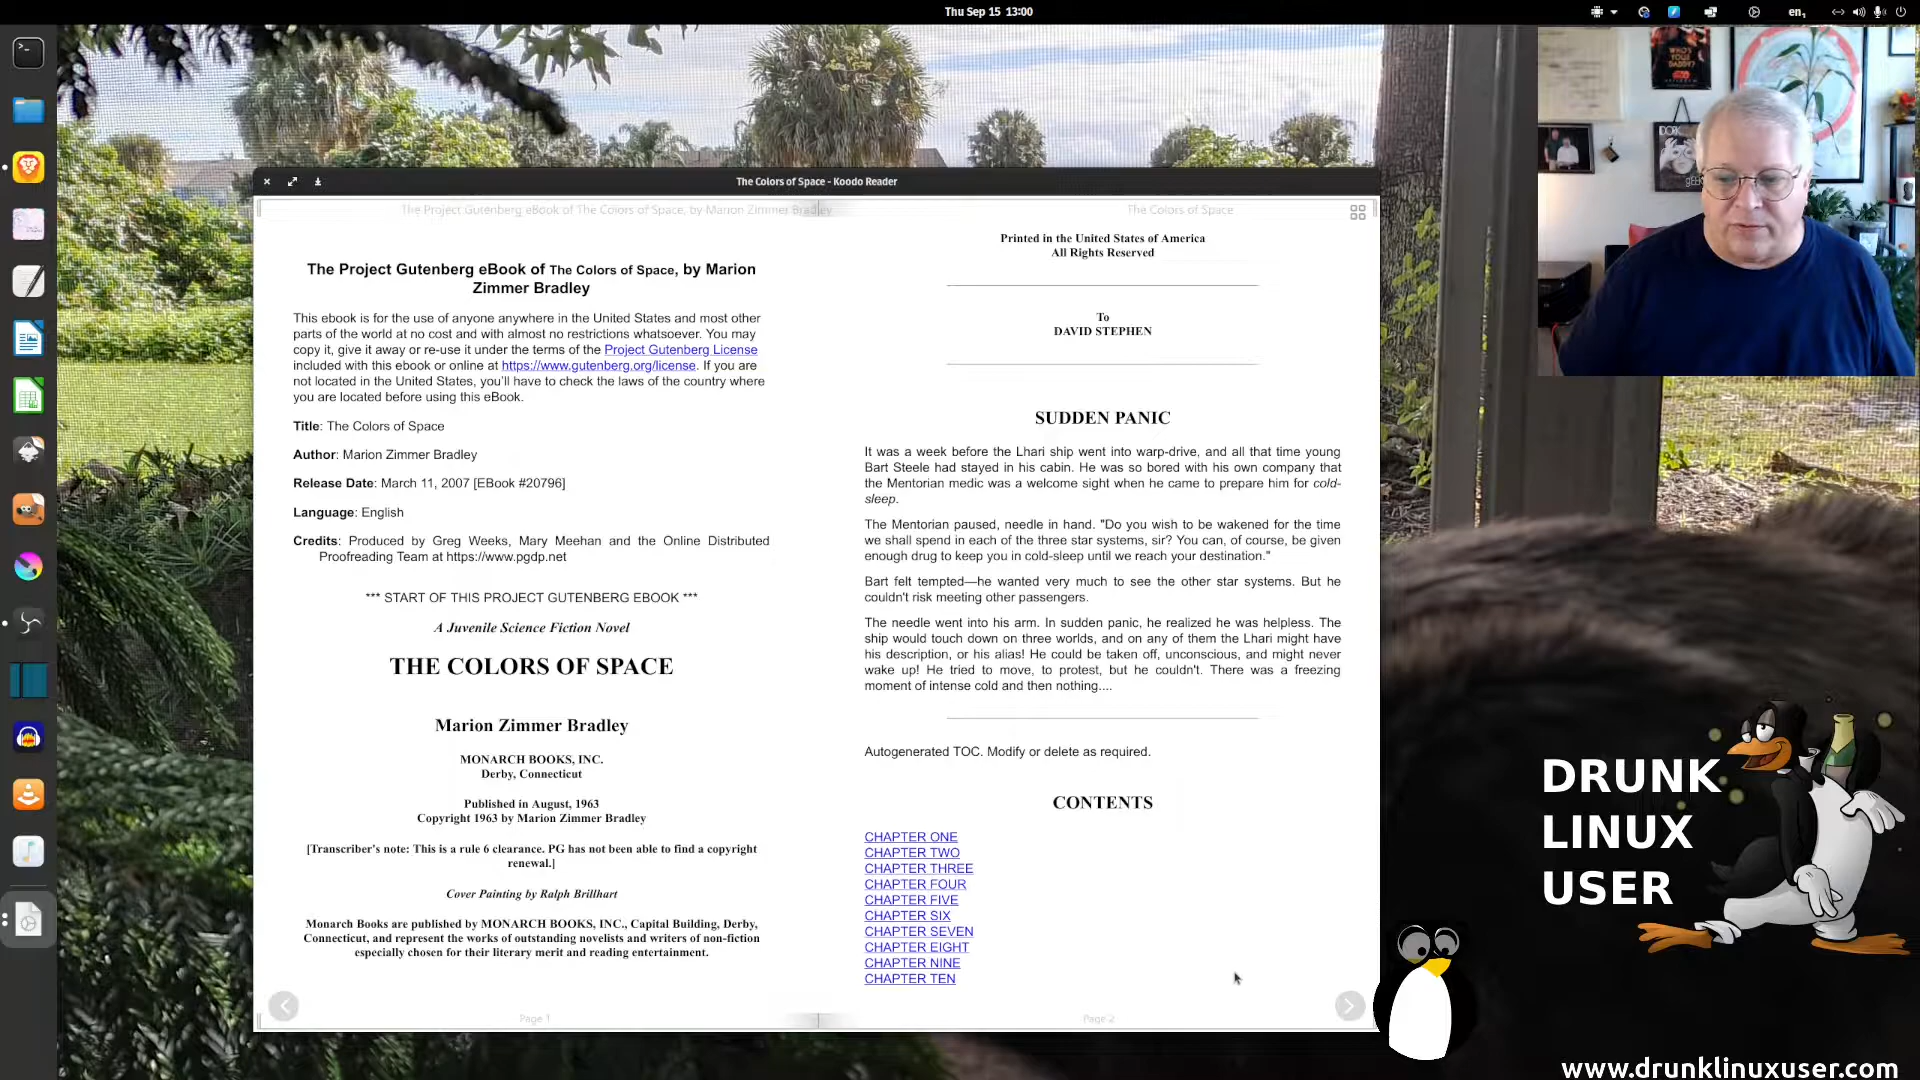 Thu Sep 15 13:00
en₁
The Colors of Space - Koodo Reader
The Project Gutenberg eBook of The Colors of Space, by Marion Zimmer Bradley
The Project Gutenberg eBook of The Colors of Space, by Marion
Zimmer Bradley
This ebook is for the use of anyone anywhere in the United States and most other
parts of the world at no cost and with almost no restrictions whatsoever. You may
copy it, give it away or re-use it under the terms of the Project Gutenberg License
included with this ebook or online at https://www.gutenberg.org/license. If you are
not located in the United States, you'll have to check the laws of the country where
you are located before using this eBook.
Title: The Colors of Space
Author: Marion Zimmer Bradley
Release Date: March 11, 2007 [EBook #20796]
Language: English
Credits: Produced by Greg Weeks, Mary Meehan and the Online Distributed
Proofreading Team at https://www.pgdp.net
*** START OF THIS PROJECT GUTENBERG EBOOK ***
A Juvenile Science Fiction Novel
THE COLORS OF SPACE
Marion Zimmer Bradley
MONARCH BOOKS, INC.
Derby, Connecticut
Published in August, 1963
Copyright 1963 by Marion Zimmer Bradley
[Transcriber's note: This is a rule 6 clearance. PG has not been able to find a copyright
renewal.]
Cover Painting by Ralph Brillhart
Monarch Books are published by MONARCH BOOKS, INC., Capital Building, Derby,
Connecticut, and represent the works of outstanding novelists and writers of non-fiction
especially chosen for their literary merit and reading entertainment.
Page 1
The Colors of Space
Printed in the United States of America
All Rights Reserved
To
DAVID STEPHEN
SUDDEN PANIC
It was a week before the Lhari ship went into warp-drive, and all that time young
Bart Steele had stayed in his cabin. He was so bored with his own company that
the Mentorian medic was a welcome sight when he came to prepare him for cold-
sleep.
The Mentorian paused, needle in hand. "Do you wish to be wakened for the time
we shall spend in each of the three star systems, sir? You can, of course, be given
enough drug to keep you in cold-sleep until we reach your destination."
Bart felt tempted—he wanted very much to see the other star systems. But he
couldn't risk meeting other passengers.
The needle went into his arm. In sudden panic, he realized he was helpless. The
ship would touch down on three worlds, and on any of them the Lhari might have
his description, or his alias! He could be taken off, unconscious, and might never
wake up! He tried to move, to protest, but he couldn't. There was a freezing
moment of intense cold and then nothing....
Autogenerated TOC. Modify or delete as required.
CONTENTS
CHAPTER ONE
CHAPTER TWO
CHAPTER THREE
CHAPTER FOUR
CHAPTER FIVE
CHAPTER SIX
CHAPTER SEVEN
CHAPTER EIGHT
CHAPTER NINE
CHAPTER TEN
Page 2
WHO'S
YOUR
DADDY?
DRUNK
LINUX
USER
www.drunklinuxuser.com